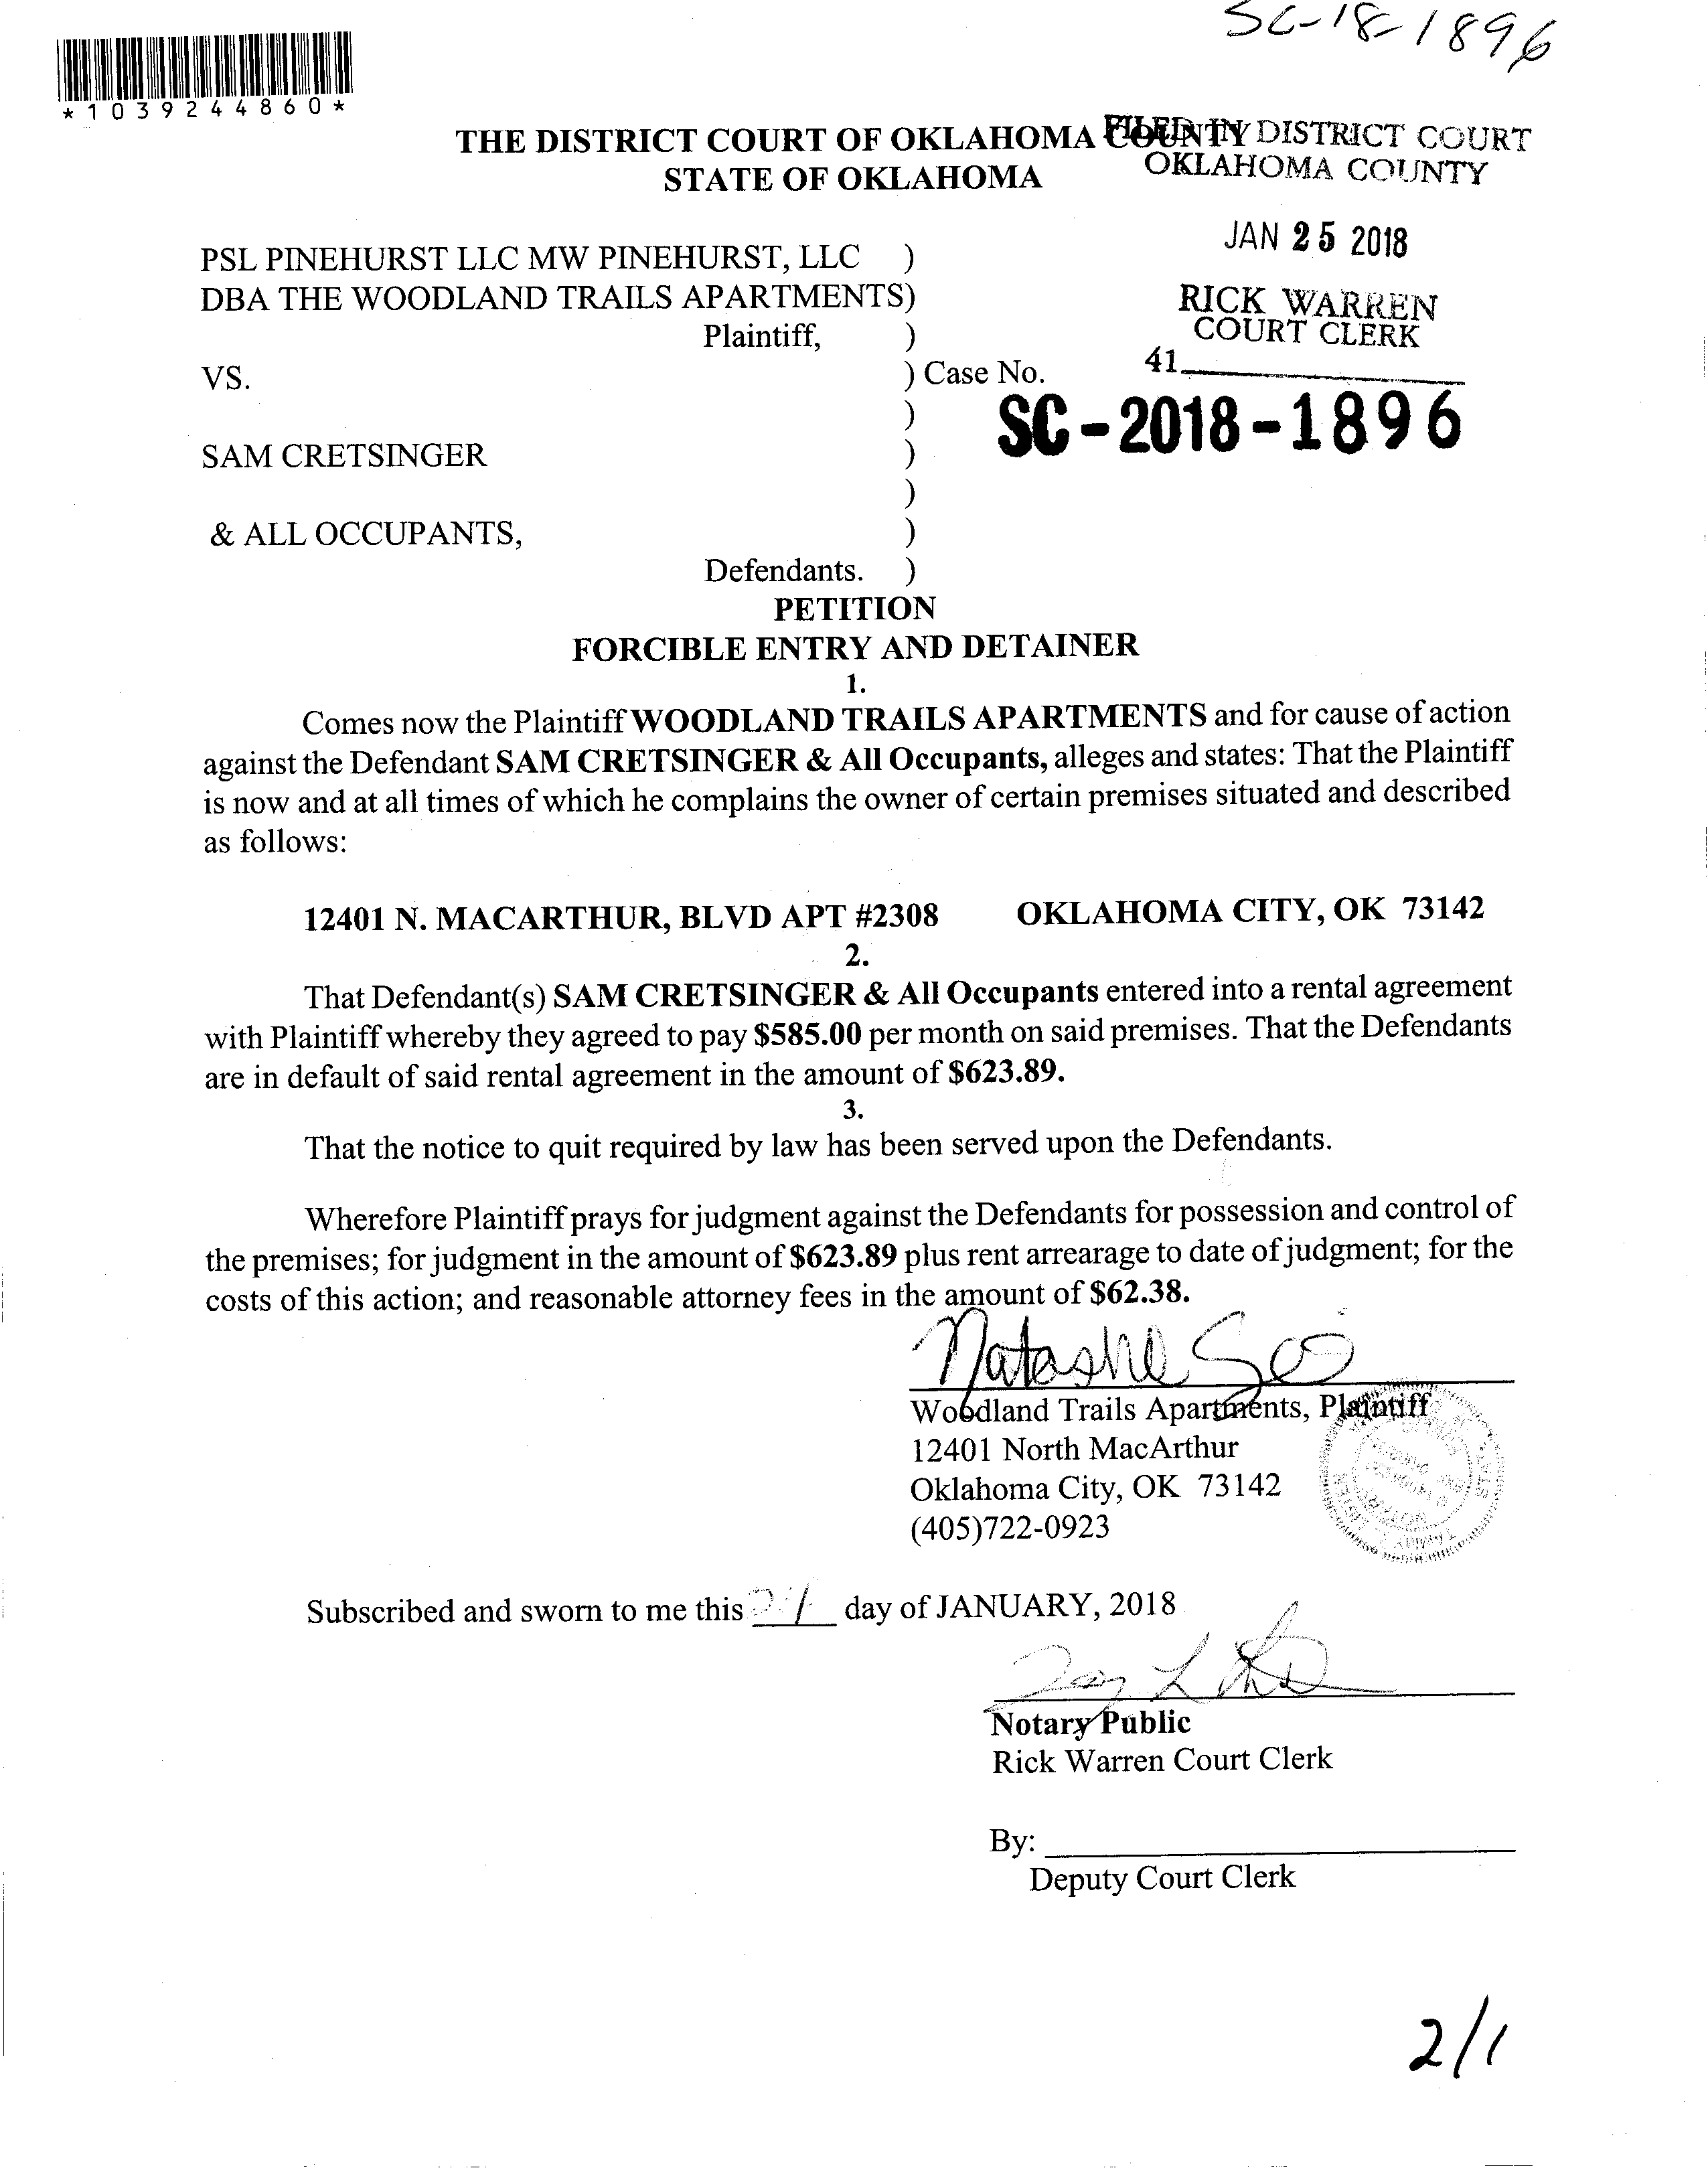 SC-18-1896
*1039244860*
THE DISTRICT COURT OF OKLAHOMA COUNTY
STATE OF OKLAHOMA
FILED IN DISTRICT COURT
OKLAHOMA COUNTY
JAN 25 2018
RICK WARREN
COURT CLERK
41
PSL PINEHURST LLC MW PINEHURST, LLC )
DBA THE WOODLAND TRAILS APARTMENTS)
Plaintiff, )
VS. ) Case No.
)
SC-2018-1896
SAM CRETSINGER )
)
& ALL OCCUPANTS, )
Defendants. )
PETITION
FORCIBLE ENTRY AND DETAINER
1.
Comes now the Plaintiff WOODLAND TRAILS APARTMENTS and for cause of action
against the Defendant SAM CRETSINGER & All Occupants, alleges and states: That the Plaintiff
is now and at all times of which he complains the owner of certain premises situated and described
as follows:
12401 N. MACARTHUR, BLVD APT #2308 OKLAHOMA CITY, OK 73142
2.
That Defendant(s) SAM CRETSINGER & All Occupants entered into a rental agreement
with Plaintiff whereby they agreed to pay $585.00 per month on said premises. That the Defendants
are in default of said rental agreement in the amount of $623.89.
3.
That the notice to quit required by law has been served upon the Defendants.
Wherefore Plaintiff prays for judgment against the Defendants for possession and control of
the premises; for judgment in the amount of $623.89 plus rent arrearage to date of judgment; for the
costs of this action; and reasonable attorney fees in the amount of $62.38.
Woodland Trails Apartments, Plaintiff
12401 North MacArthur
Oklahoma City, OK 73142
(405)722-0923
Subscribed and sworn to me this day of JANUARY, 2018
Notary Public
Rick Warren Court Clerk
By:
Deputy Court Clerk
2/1